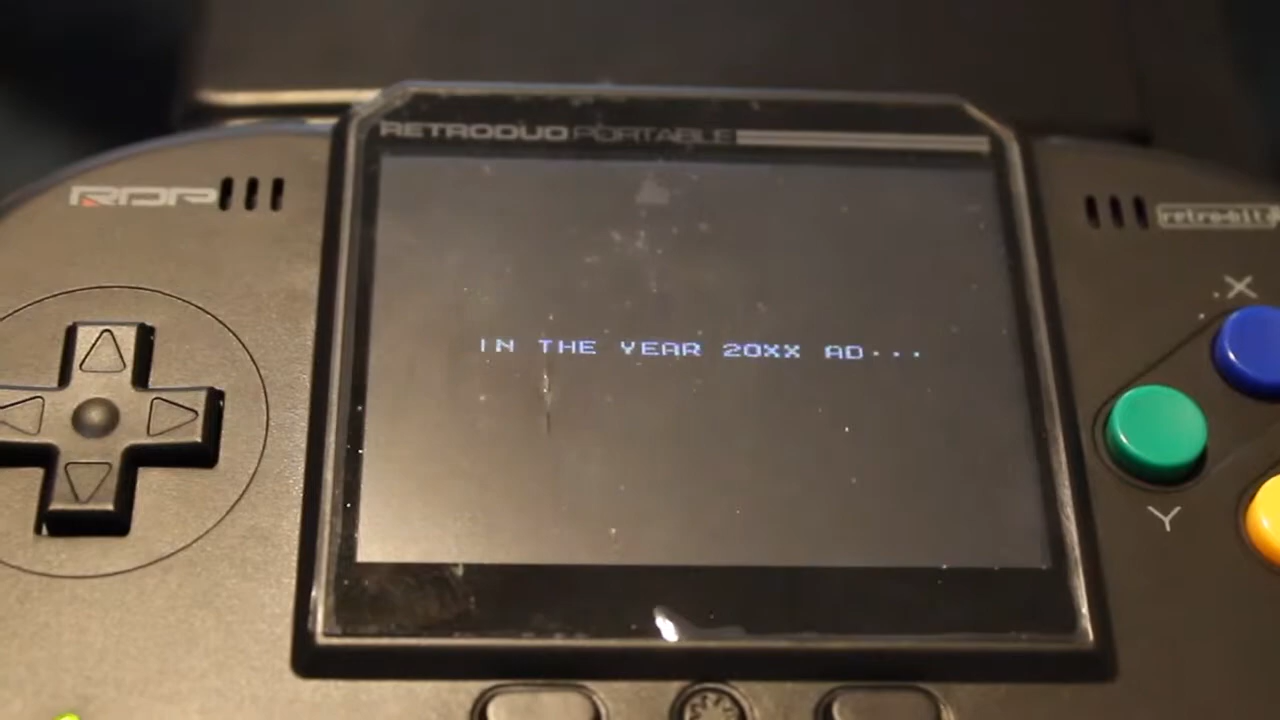 RETRODUO PORTABLE
RDP
retro-bit
X
IN THE YEAR 20XX AD...
Y